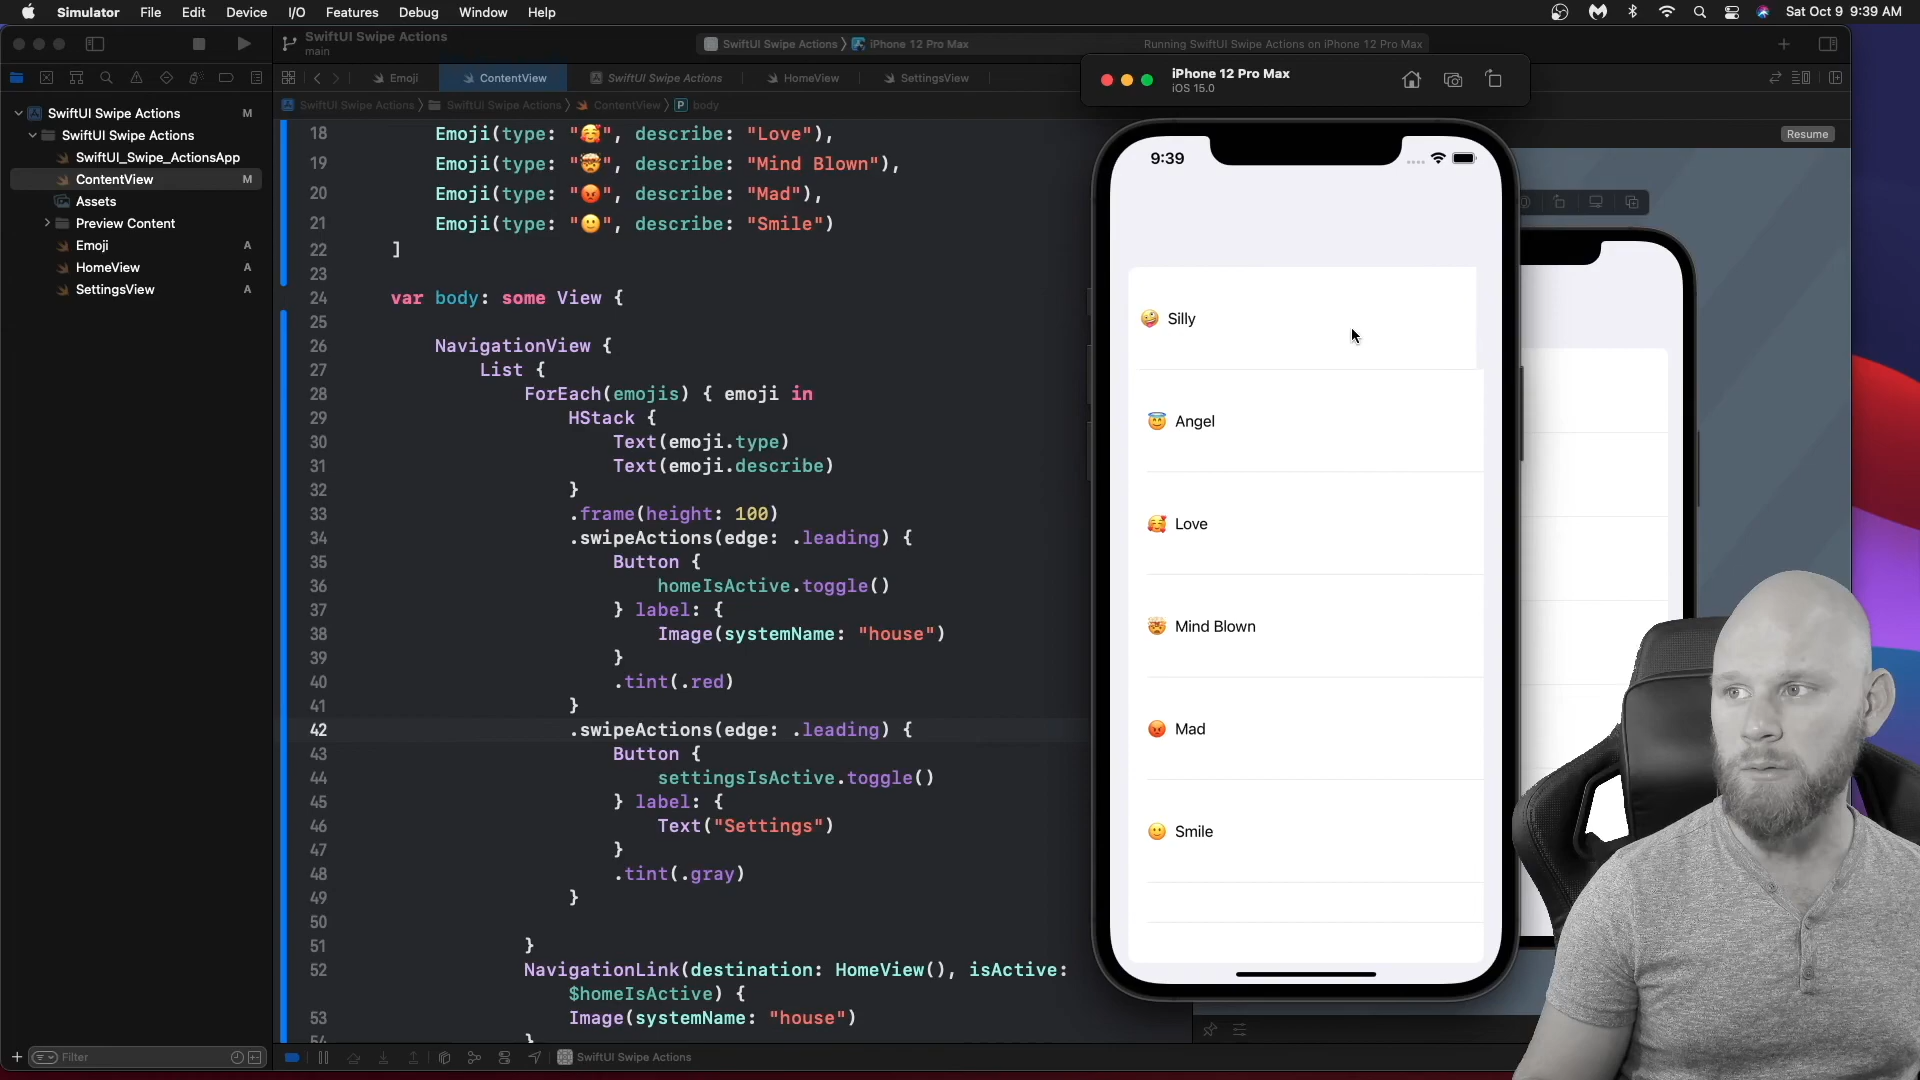 Simulator File Edit Device I/O Features Debug Window Help
Sat Oct 9 9:39 AM
SwiftUI Swipe Actions
main
SwiftUI Swipe Actions iPhone 12 Pro Max
Running SwiftUI Swipe Actions on iPhone 12 Pro Max
Emoji ContentView SwiftUI Swipe Actions HomeView SettingsView
SwiftUI Swipe Actions SwiftUI Swipe Actions ContentView P body
SwiftUI Swipe Actions M
SwiftUI Swipe Actions
SwiftUI_Swipe_ActionsApp
ContentView M
Assets
Preview Content
Emoji A
HomeView A
SettingsView A
18 Emoji(type: "🥰", describe: "Love"),
19 Emoji(type: "🤯", describe: "Mind Blown"),
20 Emoji(type: "😡", describe: "Mad"),
21 Emoji(type: "🙂", describe: "Smile")
22 ]
23
24 var body: some View {
25
26 NavigationView {
27 List {
28 ForEach(emojis) { emoji in
29 HStack {
30 Text(emoji.type)
31 Text(emoji.describe)
32 }
33 .frame(height: 100)
34 .swipeActions(edge: .leading) {
35 Button {
36 homeIsActive.toggle()
37 } label: {
38 Image(systemName: "house")
39 }
40 .tint(.red)
41 }
42 .swipeActions(edge: .leading) {
43 Button {
44 settingsIsActive.toggle()
45 } label: {
46 Text("Settings")
47 }
48 .tint(.gray)
49 }
50
51 }
52 NavigationLink(destination: HomeView(), isActive:
$homeIsActive) {
53 Image(systemName: "house")
54 }
iPhone 12 Pro Max
iOS 15.0
Resume
9:39
🤪 Silly
😇 Angel
🥰 Love
🤯 Mind Blown
😡 Mad
🙂 Smile
Filter
SwiftUI Swipe Actions